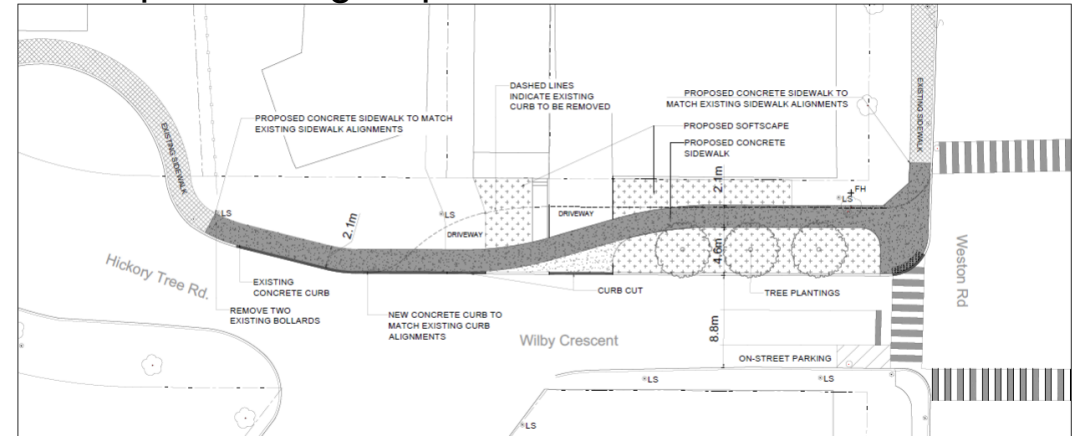 DASHED LINES
INDICATE EXISTING
CURB TO BE REMOVED
PROPOSED CONCRETE SIDEWALK TO
MATCH EXISTING SIDEWALK ALIGNMENTS
PROPOSED CONCRETE SIDEWALK TO MATCH
EXISTING SIDEWALK ALIGNMENTS
PROPOSED SOFTSCAPE
PROPOSED CONCRETE
SIDEWALK
EXISTING SIDEWALK
EXISTING SIDEWALK
2.1m
FH
LS
LS
LS
DRIVEWAY
2.1m
DRIVEWAY
4.6m
Hickory Tree Rd.
Weston Rd
EXISTING
CONCRETE CURB
CURB CUT
TREE PLANTINGS
REMOVE TWO
EXISTING BOLLARDS
NEW CONCRETE CURB TO
MATCH EXISTING CURB
ALIGNMENTS
8.8m
Wilby Crescent
ON-STREET PARKING
LS
LS
LS